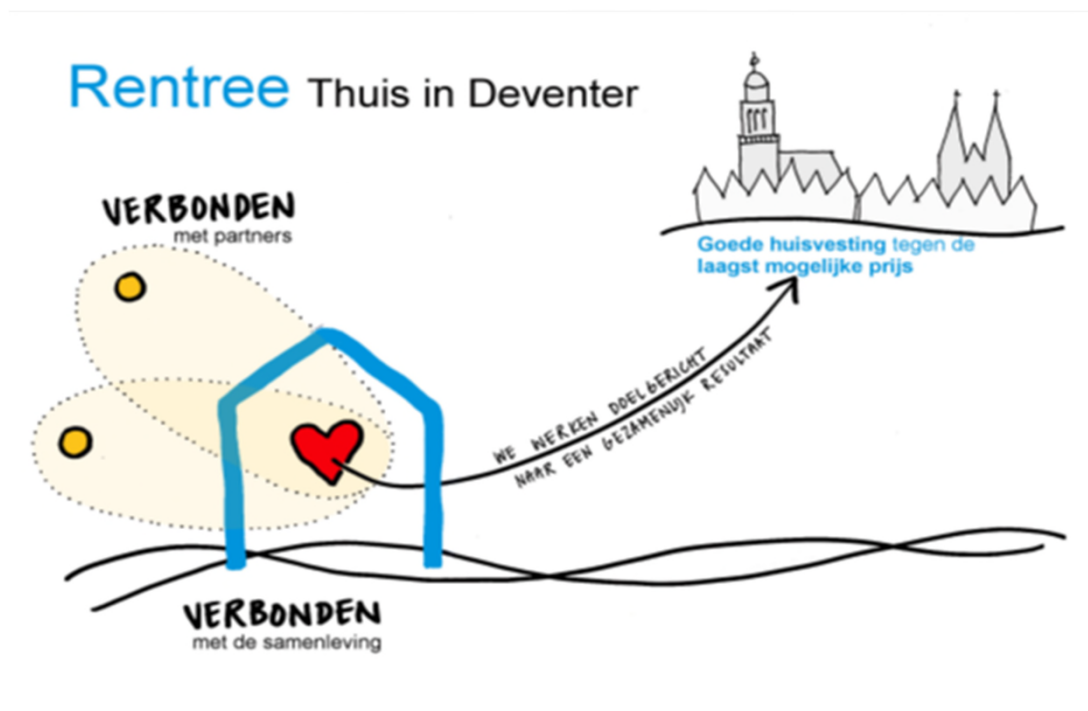 Rentree Thuis in Deventer
VERBONDEN
met partners
Goede huisvesting tegen de
laagst mogelijke prijs
WE WERKEN DOELGERICHT
NAAR EEN GEZAMENLIJK RESULTAAT
VERBONDEN
met de samenleving